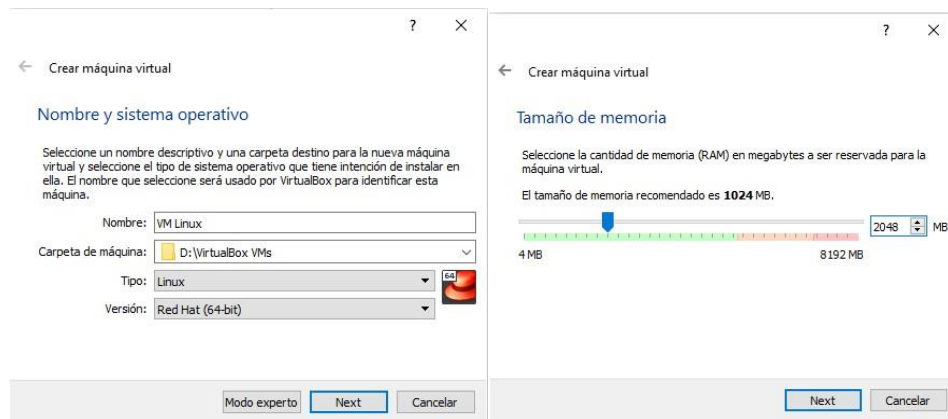 ?
Crear máquina virtual
Nombre y sistema operativo
Seleccione un nombre descriptivo y una carpeta destino para la nueva máquina
virtual y seleccione el tipo de sistema operativo que tiene intención de instalar en
ella. El nombre que seleccione será usado por VirtualBox para identificar esta
máquina.
Nombre: VM Linux
Carpeta de máquina: D:\VirtualBox VMs
Tipo: Linux
64
Versión: Red Hat (64-bit)
Modo experto Next Cancelar
?
Crear máquina virtual
Tamaño de memoria
Seleccione la cantidad de memoria (RAM) en megabytes a ser reservada para la
máquina virtual.
El tamaño de memoria recomendado es 1024 MB.
2048 MB
4 MB 8192 MB
Next Cancelar